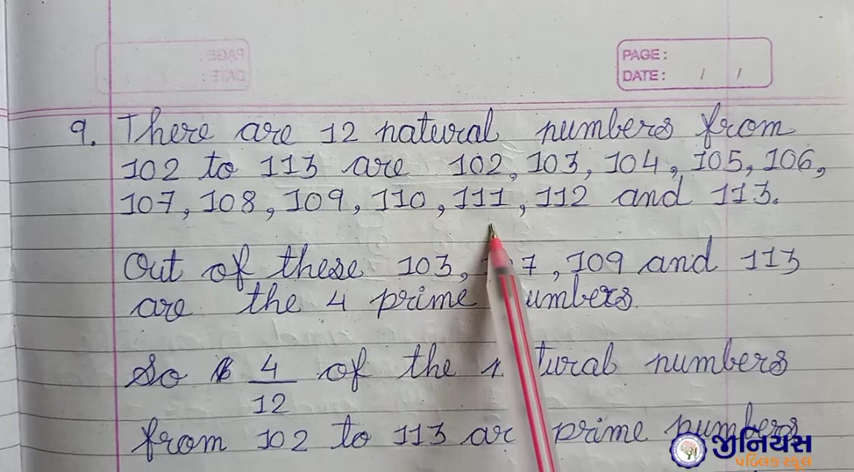 PAGE :
DATE : / /
9. There are 12 natural numbers from
102 to 113 are 102, 103, 104, 105, 106,
107, 108, 109, 110, 111, 112 and 113.
Out of these 103, 7, 109 and 113
are the 4 prime umbers.
So 4/12 of the tural numbers
from 102 to 113 ar prime numbers
જીનિયસ
પબ્લિક સ્કૂલ